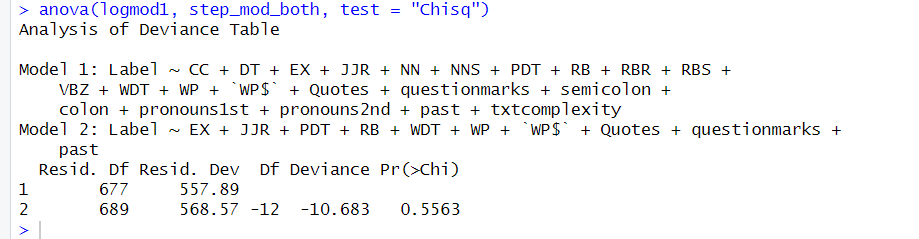 > anova(logmod1, step_mod_both, test = "Chisq")
Analysis of Deviance Table
Model 1: Label ~ CC + DT + EX + JJR + NN + NNS + PDT + RB + RBR + RBS +
VBZ + WDT + WP + `WP$` + Quotes + questionmarks + semicolon +
colon + pronouns1st + pronouns2nd + past + txtcomplexity
Model 2: Label ~ EX + JJR + PDT + RB + WDT + WP + `WP$` + Quotes + questionmarks +
past
Resid. Df Resid. Dev Df Deviance Pr(>Chi)
1 677 557.89
2 689 568.57 -12 -10.683 0.5563
>